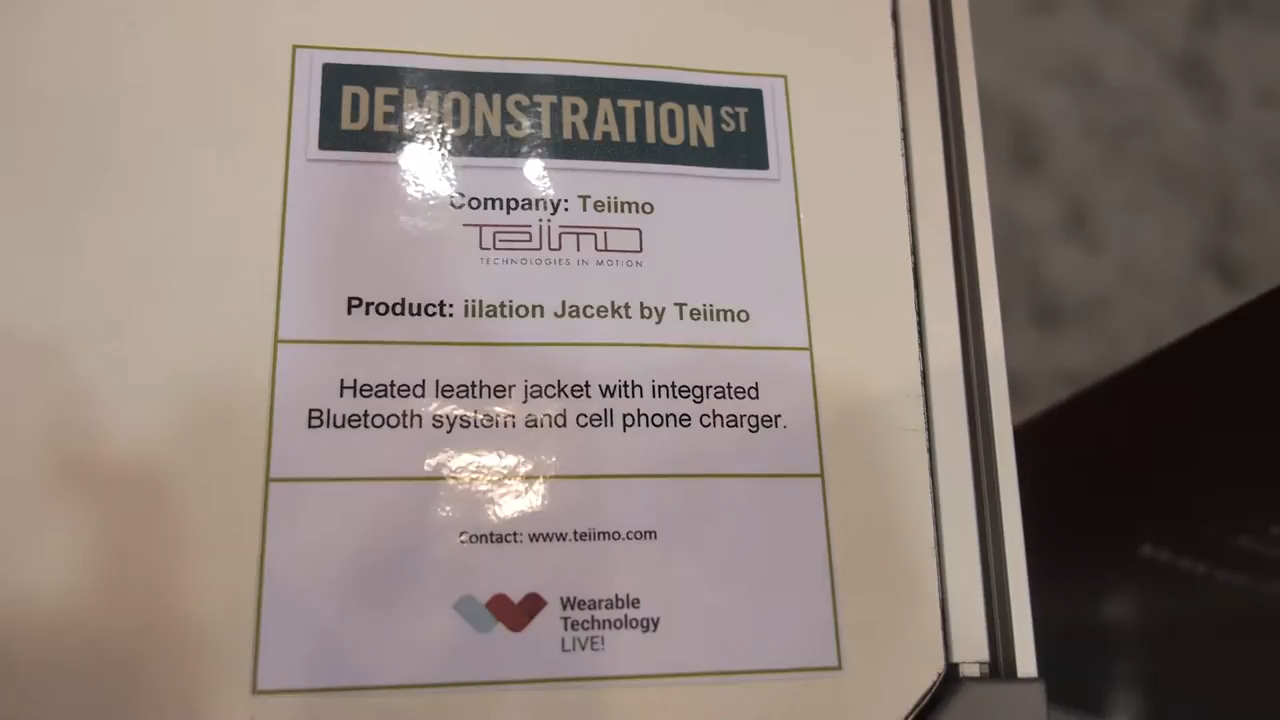 DEMONSTRATION ST
Company: Teiimo
Teiimo
TECHNOLOGIES IN MOTION
Product: iilation Jacekt by Teiimo
Heated leather jacket with integrated
Bluetooth system and cell phone charger.
Contact: www.teiimo.com
Wearable
Technology
LIVE!